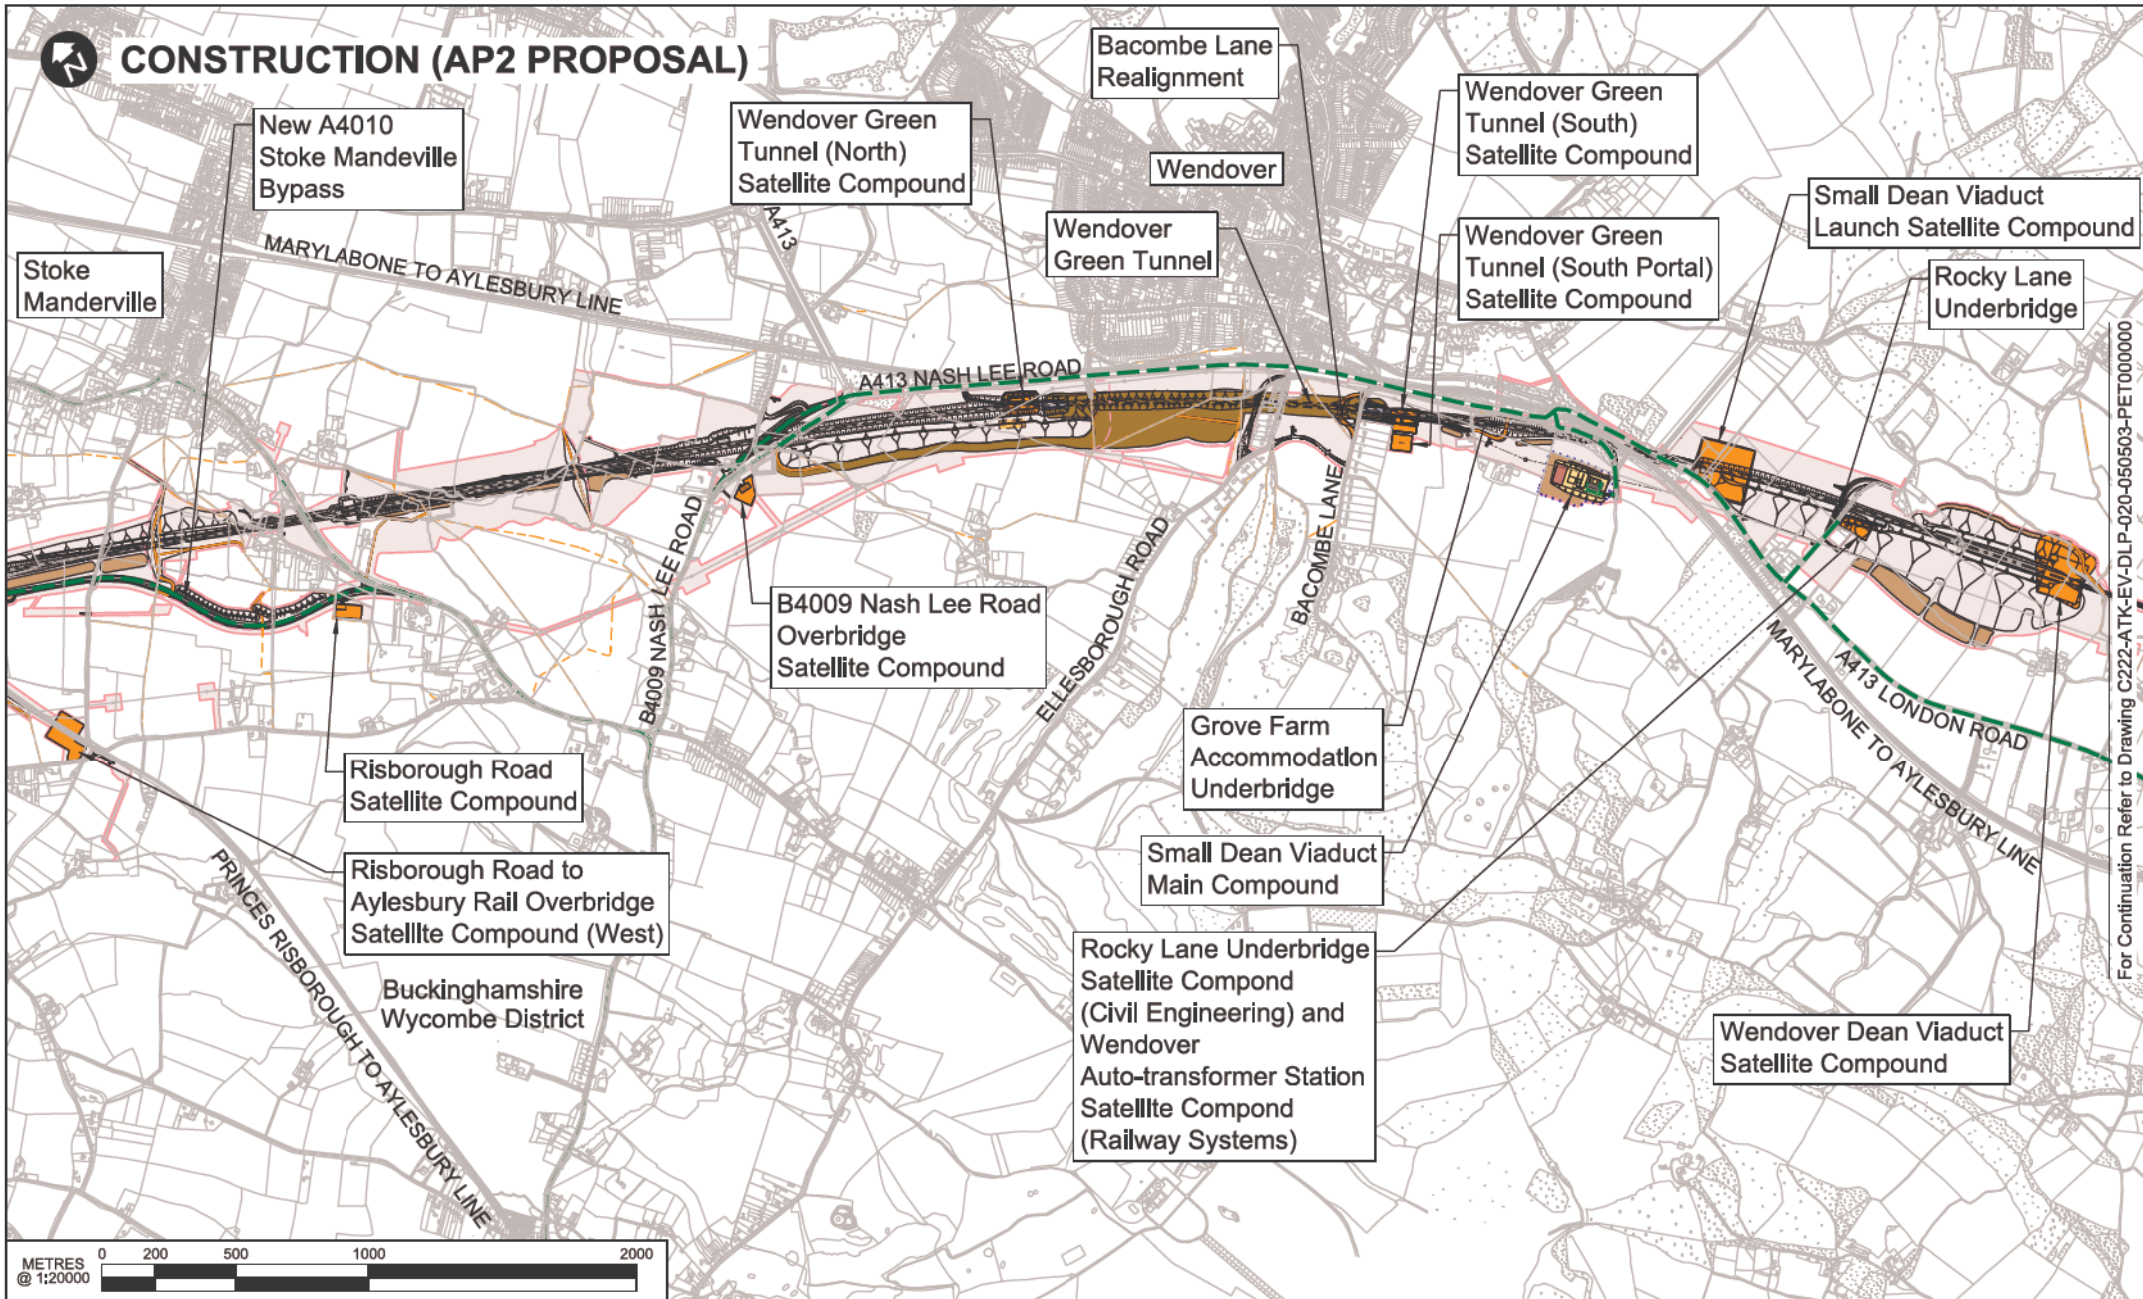 N
CONSTRUCTION (AP2 PROPOSAL)
New A4010
Stoke Mandeville
Bypass
Stoke
Manderville
MARYLABONE TO AYLESBURY LINE
Wendover Green
Tunnel (North)
Satellite Compound
A413
Bacombe Lane
Realignment
Wendover
Wendover
Green Tunnel
Wendover Green
Tunnel (South)
Satellite Compound
Wendover Green
Tunnel (South Portal)
Satellite Compound
Small Dean Viaduct
Launch Satellite Compound
Rocky Lane
Underbridge
A413 NASH LEE ROAD
B4009 NASH LEE ROAD
B4009 Nash Lee Road
Overbridge
Satellite Compound
ELLESBOROUGH ROAD
BACOMBE LANE
Risborough Road
Satellite Compound
Risborough Road to
Aylesbury Rail Overbridge
Satellite Compound (West)
PRINCES RISBOROUGH TO AYLESBURY LINE
Buckinghamshire
Wycombe District
Grove Farm
Accommodation
Underbridge
Small Dean Viaduct
Main Compound
Rocky Lane Underbridge
Satellite Compond
(Civil Engineering) and
Wendover
Auto-transformer Station
Satellite Compond
(Railway Systems)
A413 LONDON ROAD
MARYLABONE TO AYLESBURY LINE
Wendover Dean Viaduct
Satellite Compound
For Continuation Refer to Drawing C222-ATK-EV-DLP-020-050503-PET000000
METRES
@ 1:20000
0 200 500 1000 2000